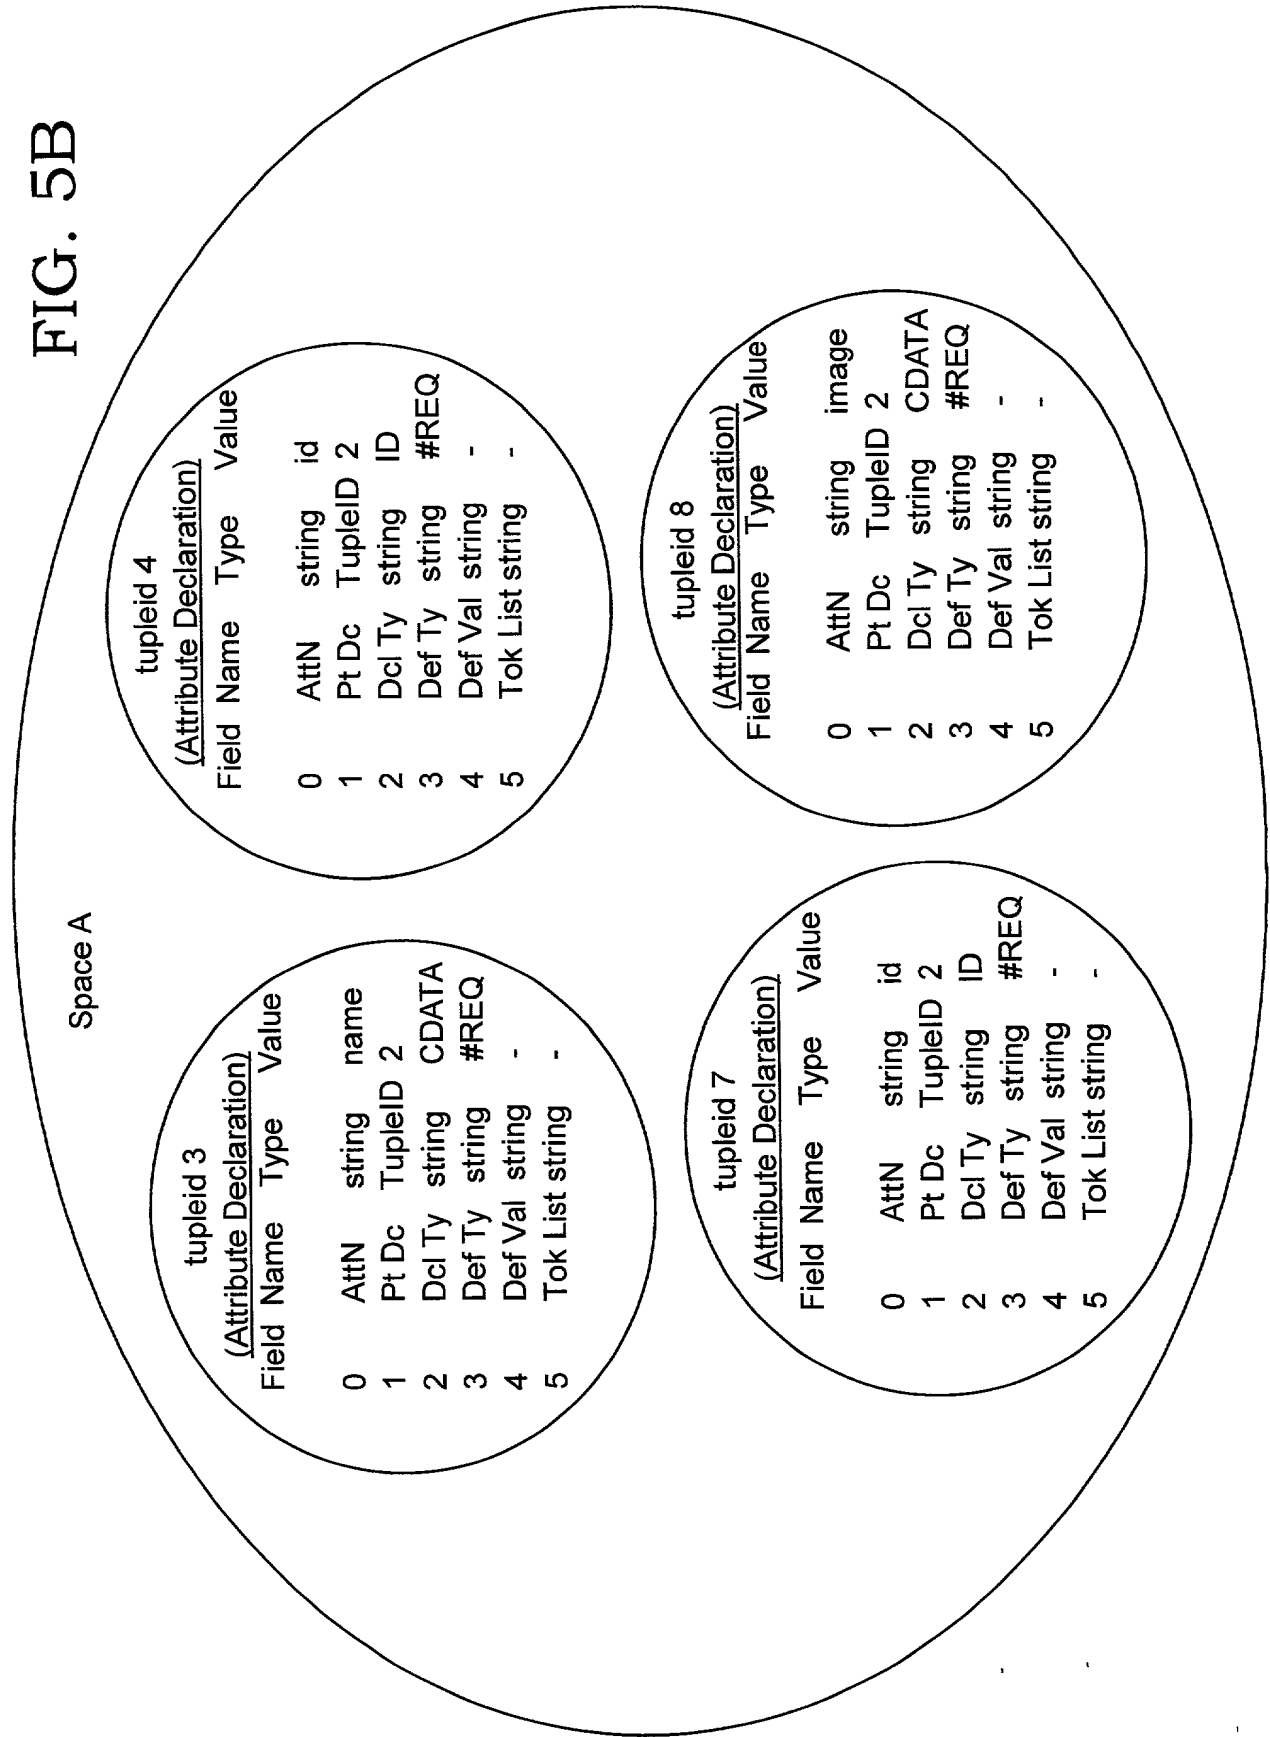 FIG. 5B
Space A
tupleid 3
(Attribute Declaration)
Field Name Type Value
0 AttN string name
1 Pt Dc TupleID 2
2 Dcl Ty string CDATA
3 Def Ty string #REQ
4 Def Val string -
5 Tok List string -
tupleid 4
(Attribute Declaration)
Field Name Type Value
0 AttN string id
1 Pt Dc TupleID 2
2 Dcl Ty string ID
3 Def Ty string #REQ
4 Def Val string -
5 Tok List string -
tupleid 7
(Attribute Declaration)
Field Name Type Value
0 AttN string id
1 Pt Dc TupleID 2
2 Dcl Ty string ID
3 Def Ty string #REQ
4 Def Val string -
5 Tok List string -
tupleid 8
(Attribute Declaration)
Field Name Type Value
0 AttN string image
1 Pt Dc TupleID 2
2 Dcl Ty string CDATA
3 Def Ty string #REQ
4 Def Val string -
5 Tok List string -